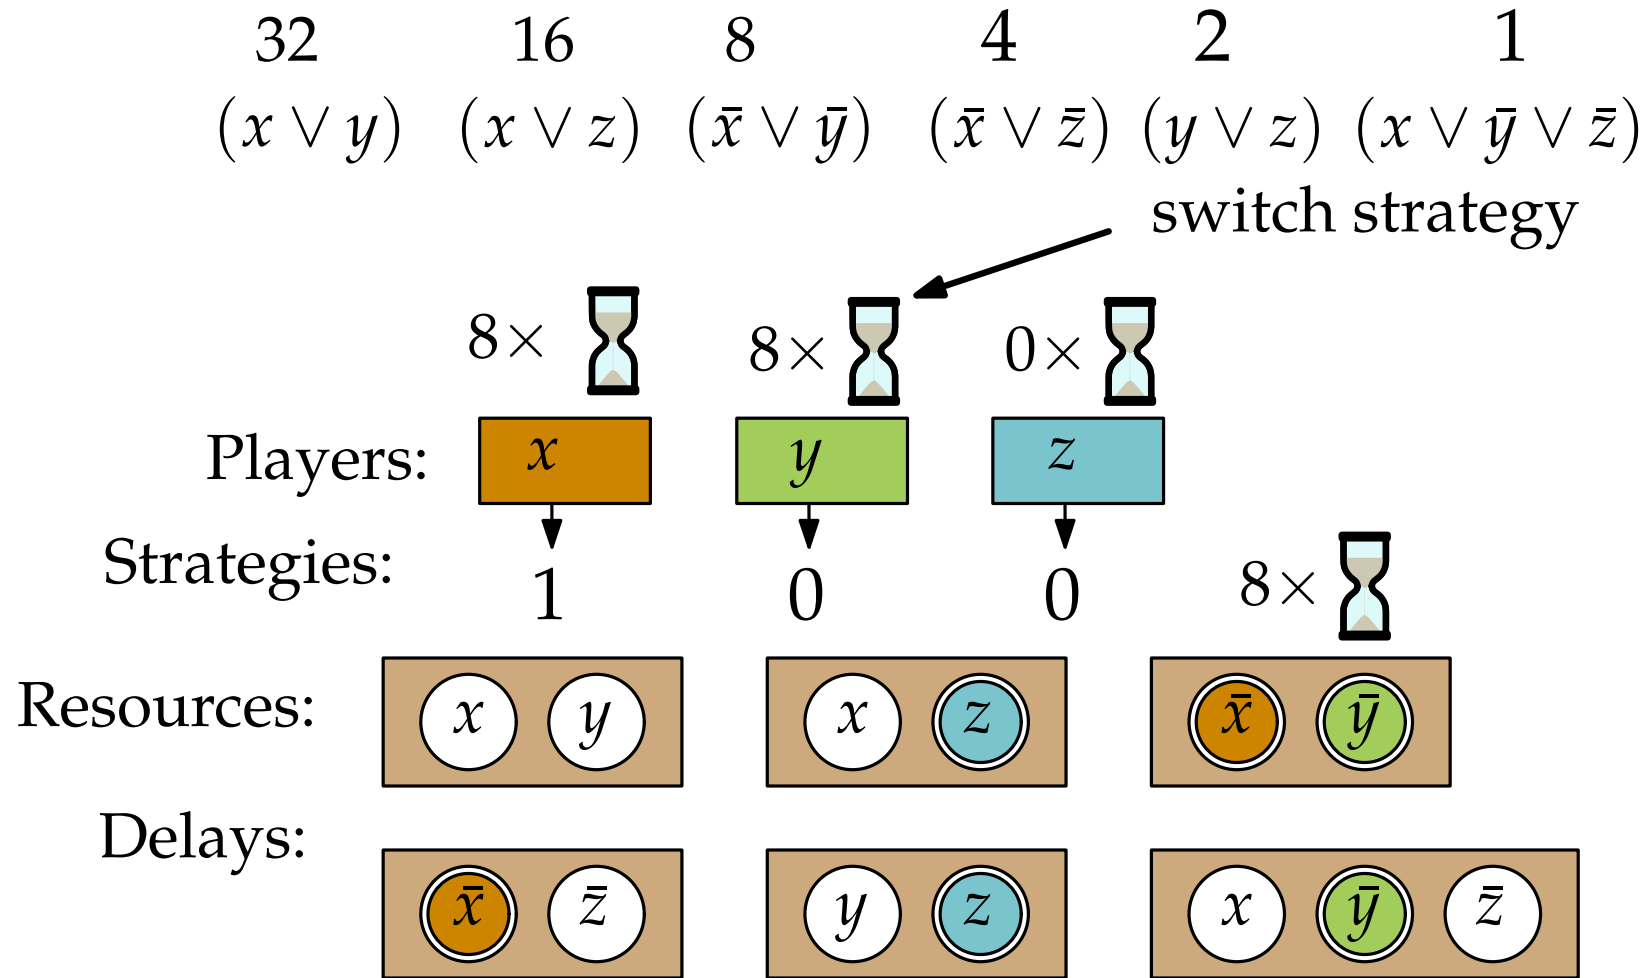 32 16 8 4 2 1
(x ∨ y) (x ∨ z) (x̄ ∨ ȳ) (x̄ ∨ z̄) (y ∨ z) (x ∨ ȳ ∨ z̄)
switch strategy
8× 8× 0×
Players: x y z
Strategies: 1 0 0 8×
Resources: x y x z x̄ ȳ
Delays:
x̄ z̄ y z x ȳ z̄